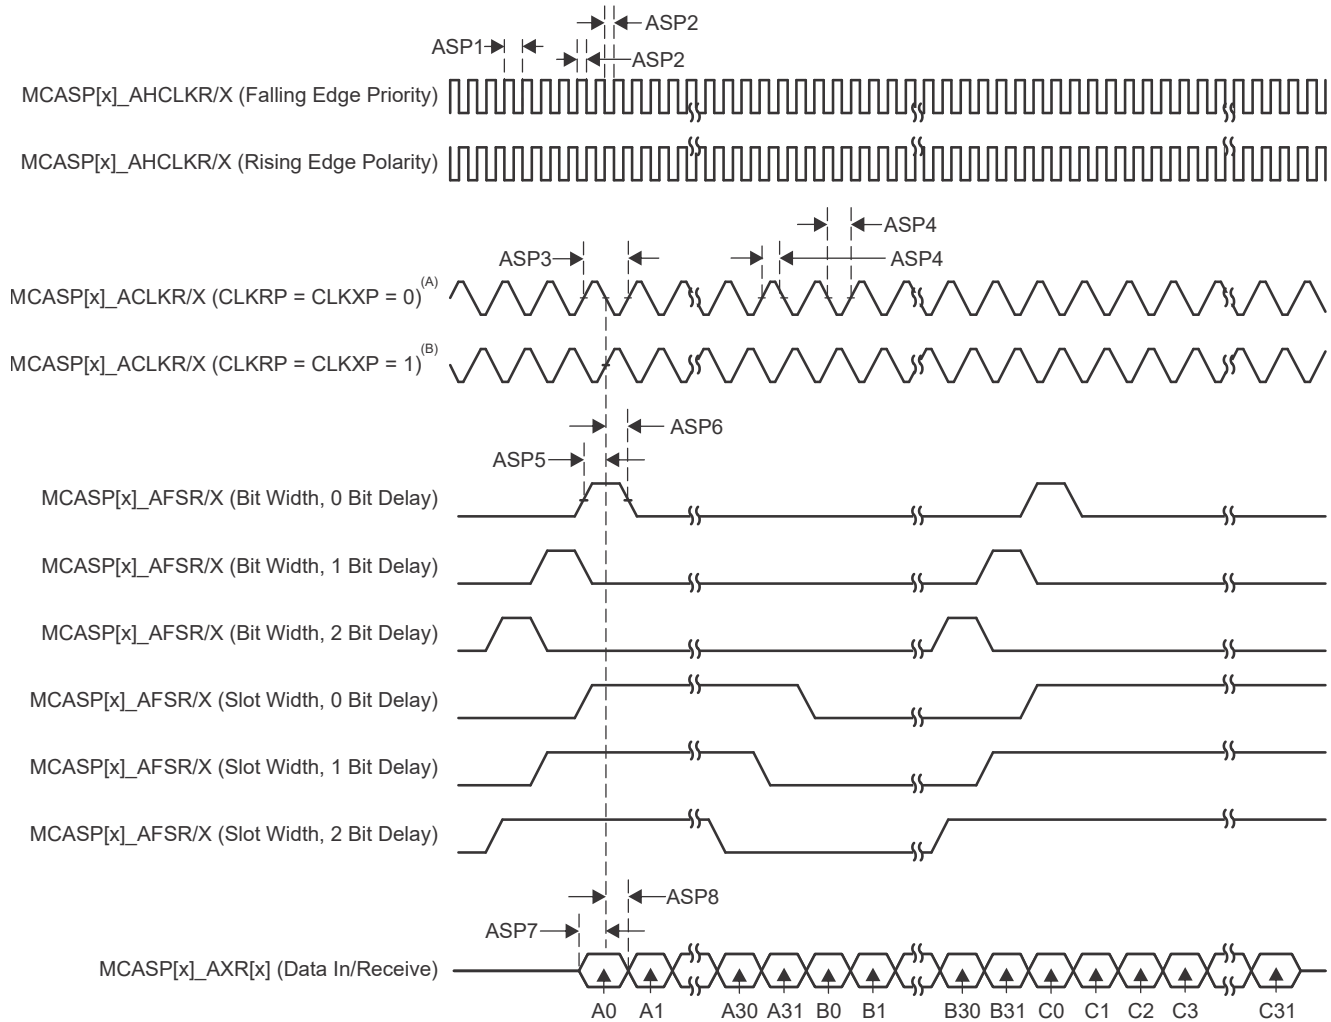 ASP2
ASP1
ASP2
MCASP[x]_AHCLKR/X (Falling Edge Priority)
MCASP[x]_AHCLKR/X (Rising Edge Polarity)
ASP4
ASP3
ASP4
MCASP[x]_ACLKR/X (CLKRP = CLKXP = 0)(A)
MCASP[x]_ACLKR/X (CLKRP = CLKXP = 1)(B)
ASP6
ASP5
MCASP[x]_AFSR/X (Bit Width, 0 Bit Delay)
MCASP[x]_AFSR/X (Bit Width, 1 Bit Delay)
MCASP[x]_AFSR/X (Bit Width, 2 Bit Delay)
MCASP[x]_AFSR/X (Slot Width, 0 Bit Delay)
MCASP[x]_AFSR/X (Slot Width, 1 Bit Delay)
MCASP[x]_AFSR/X (Slot Width, 2 Bit Delay)
ASP8
ASP7
MCASP[x]_AXR[x] (Data In/Receive)
A0 A1 A30 A31 B0 B1 B30 B31 C0 C1 C2 C3 C31